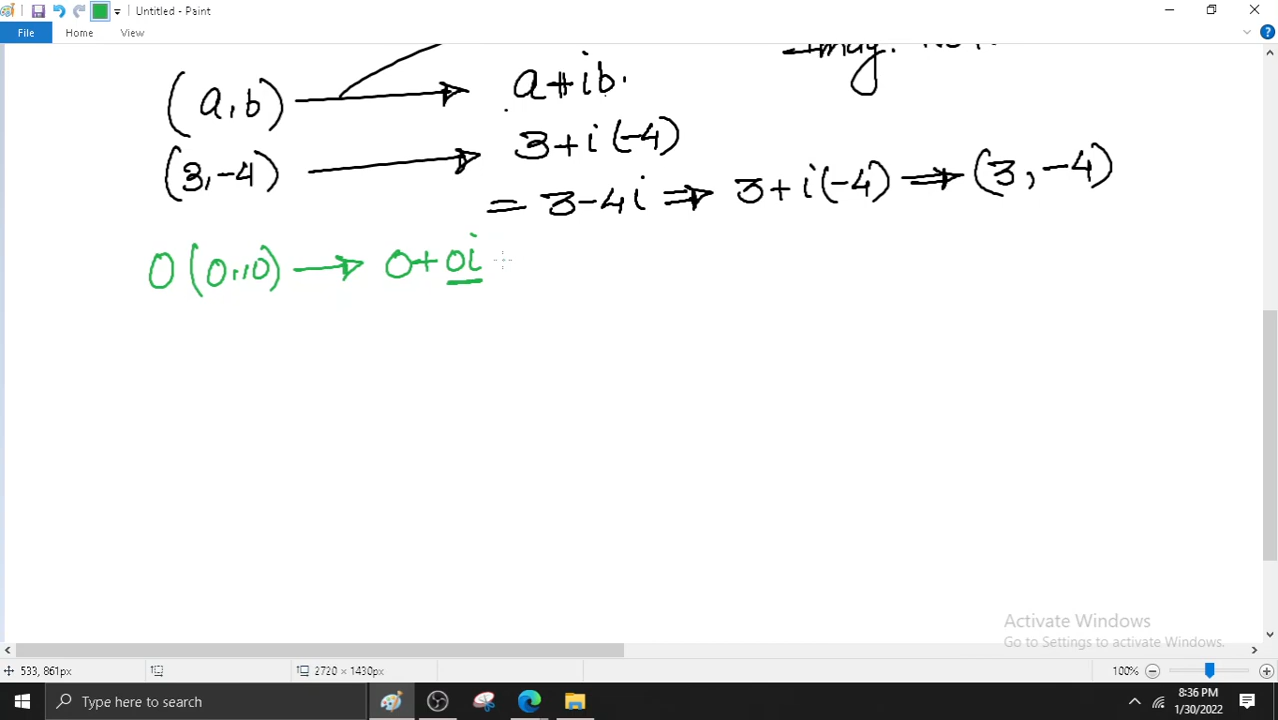 Untitled - Paint
File Home View
Imag. No.
(a, b) → a+ib.
(3, -4) → 3+i(-4)
= 3-4i ⇒ 3+i(-4) ⇒ (3, -4)
O(0,0) → 0+0i
Activate Windows
Go to Settings to activate Windows.
533, 861px 2720 × 1430px 100%
Type here to search
8:36 PM
1/30/2022